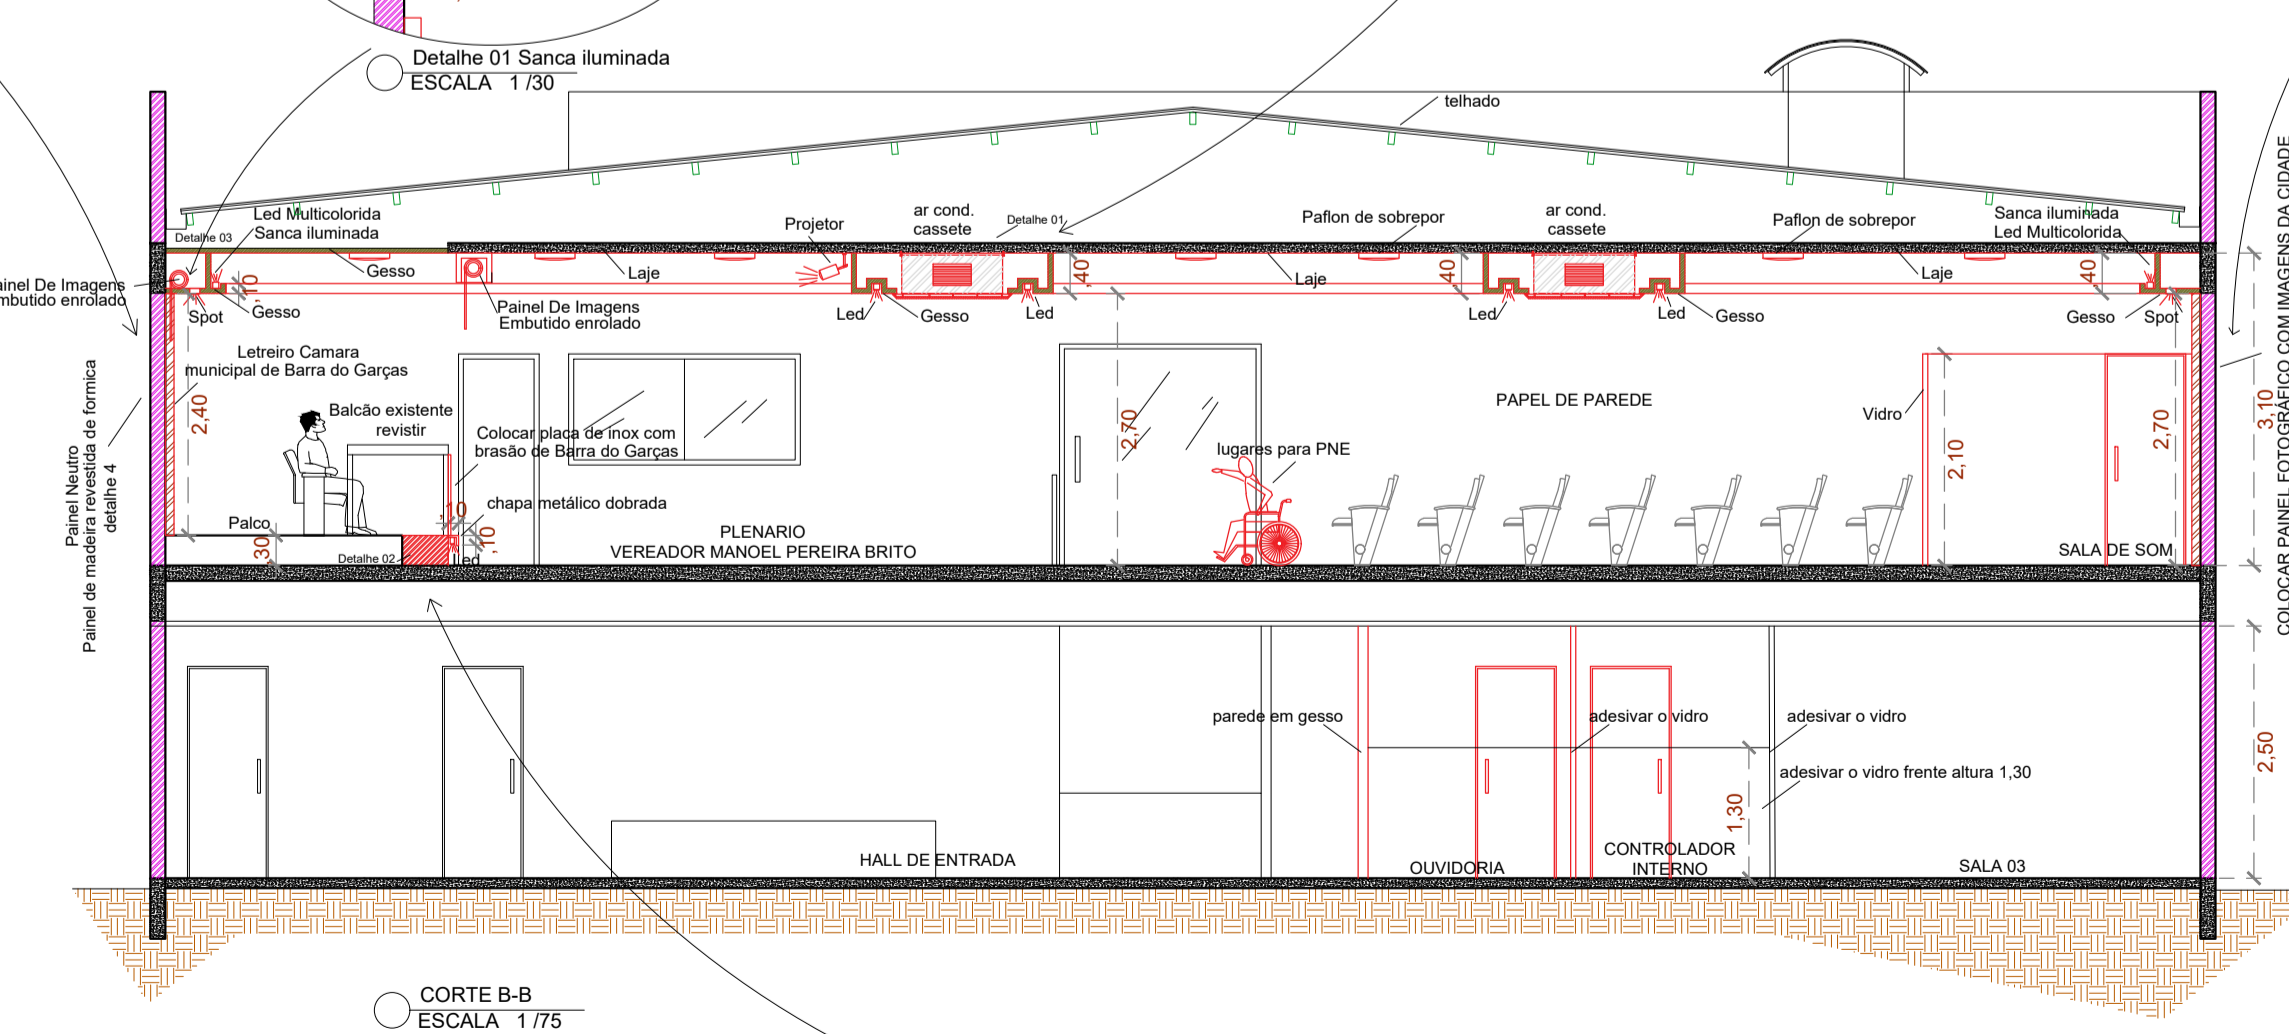 Detalhe 01 Sanca iluminada
ESCALA 1 /30
telhado
Led Multicolorida
Sanca iluminada
Detalhe 03
Projetor
ar cond.
cassete
Detalhe 01
Paflon de sobrepor
ar cond.
cassete
Paflon de sobrepor
Sanca iluminada
Led Multicolorida
Gesso
Laje
Laje
Laje
ainel De Imagens
mbutido enrolado
,10
Spot
Gesso
Painel De Imagens
Embutido enrolado
Led
Gesso
Led
,40
,40
Led
Led
Gesso
,40
Gesso
Spot
Letreiro Camara
municipal de Barra do Garças
2,40
Balcão existente
revistir
Colocar placa de inox com
brasão de Barra do Garças
chapa metálico dobrada
,10
,10
Led
Palco
,30
Detalhe 02
PLENARIO
VEREADOR MANOEL PEREIRA BRITO
2,70
lugares para PNE
PAPEL DE PAREDE
Vidro
2,10
2,70
SALA DE SOM
3,10
COLOCAR PAINEL FOTOGRÁFICO COM IMAGENS DA CIDADE
Painel Neutro
Painel de madeira revestida de formica
detalhe 4
parede em gesso
adesivar o vidro
adesivar o vidro
adesivar o vidro frente altura 1,30
1,30
2,50
HALL DE ENTRADA
OUVIDORIA
CONTROLADOR
INTERNO
SALA 03
CORTE B-B
ESCALA 1 /75